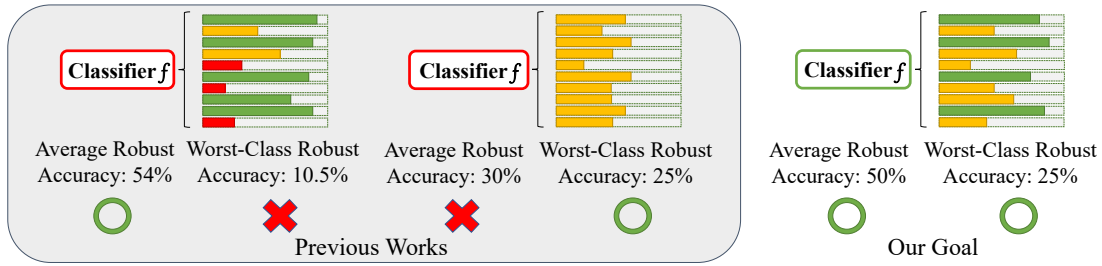 Classifier f
Average Robust
Accuracy: 54%
Worst-Class Robust
Accuracy: 10.5%
Classifier f
Average Robust
Accuracy: 30%
Worst-Class Robust
Accuracy: 25%
Previous Works
Classifier f
Average Robust
Accuracy: 50%
Worst-Class Robust
Accuracy: 25%
Our Goal